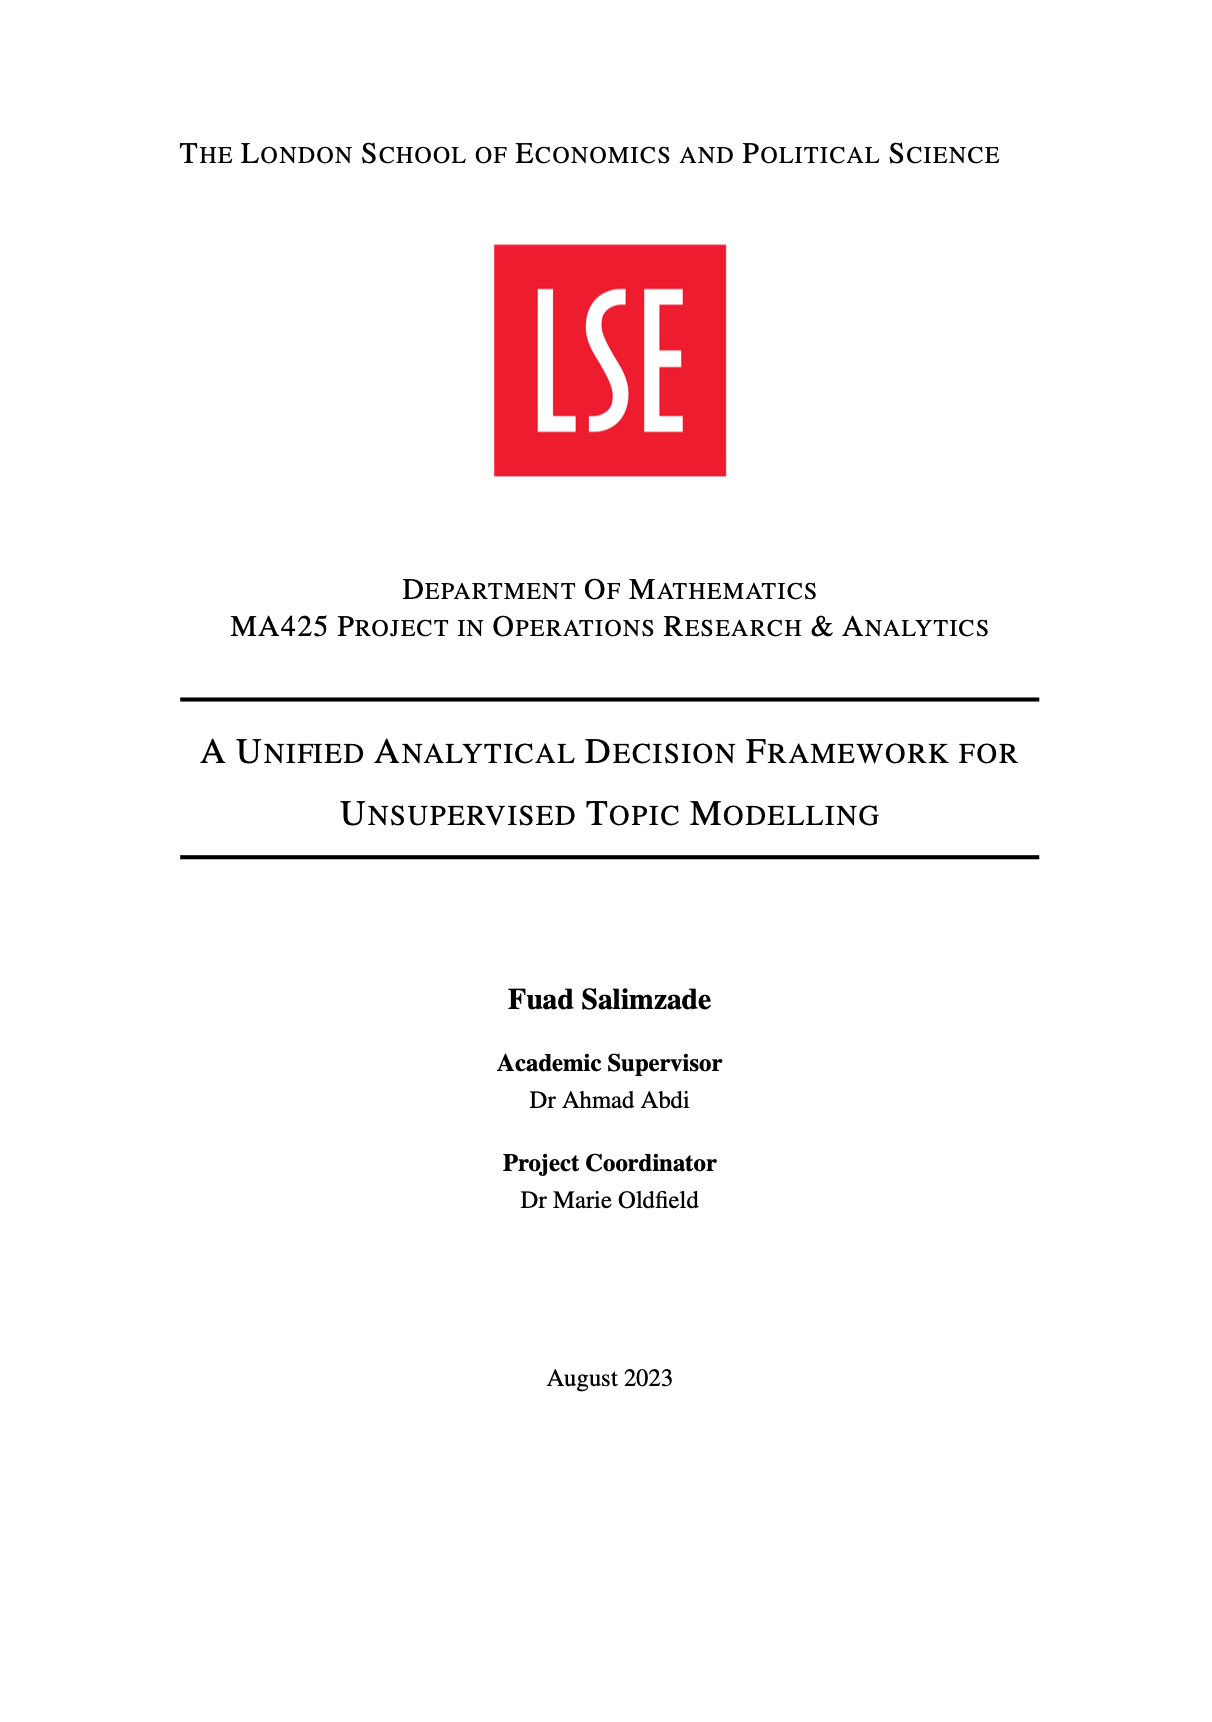 THE LONDON SCHOOL OF ECONOMICS AND POLITICAL SCIENCE
LSE
DEPARTMENT OF MATHEMATICS
MA425 PROJECT IN OPERATIONS RESEARCH & ANALYTICS
A UNIFIED ANALYTICAL DECISION FRAMEWORK FOR
UNSUPERVISED TOPIC MODELLING
Fuad Salimzade
Academic Supervisor
Dr Ahmad Abdi
Project Coordinator
Dr Marie Oldfield
August 2023